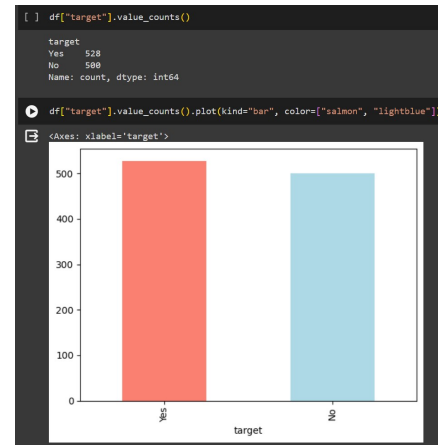 [ ] df["target"].value_counts()
target
Yes 528
No 500
Name: count, dtype: int64
df["target"].value_counts().plot(kind="bar", color=["salmon", "lightblue"])
<Axes: xlabel='target'>
500
400
300
200
100
0
Yes No
target